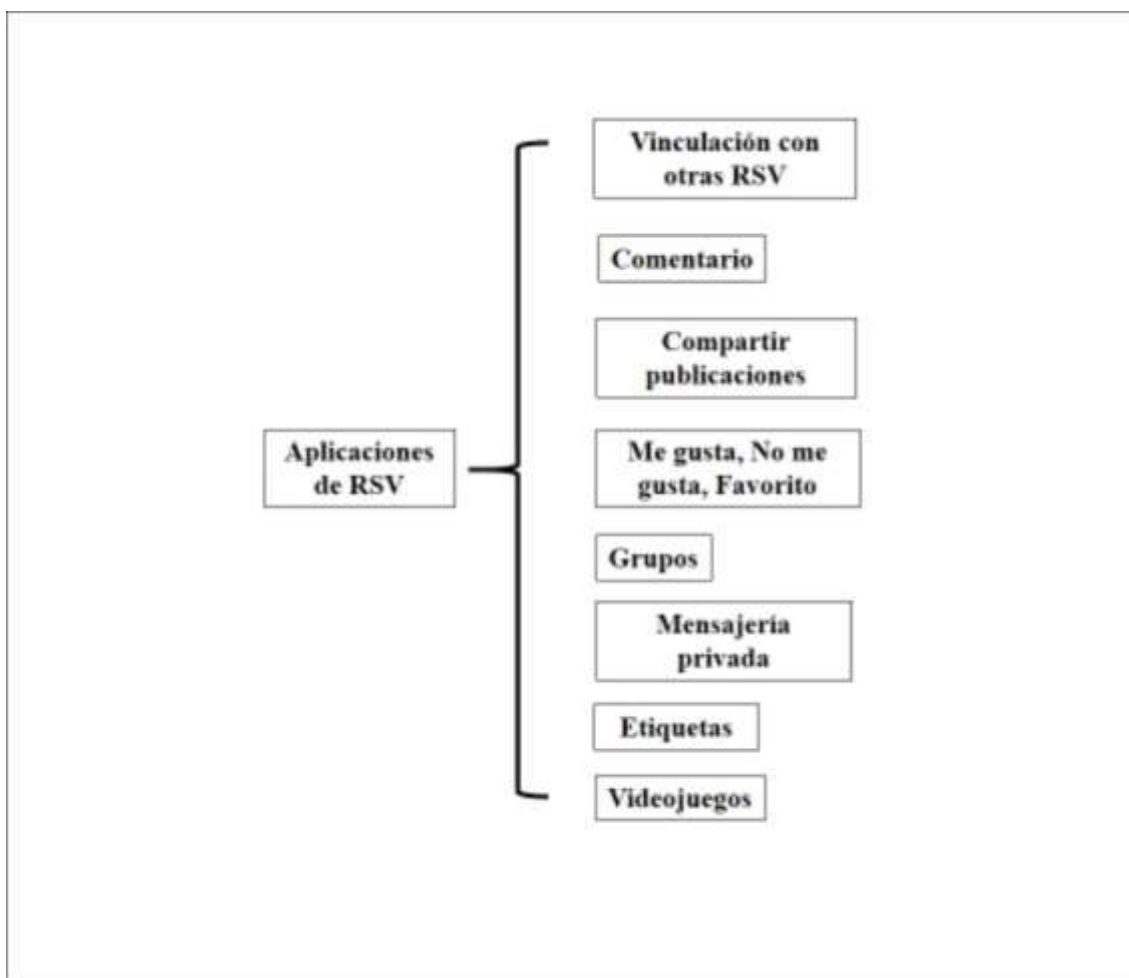 Vinculación con
otras RSV
Comentario
Compartir
publicaciones
Aplicaciones
de RSV
Me gusta, No me
gusta, Favorito
Grupos
Mensajería
privada
Etiquetas
Videojuegos